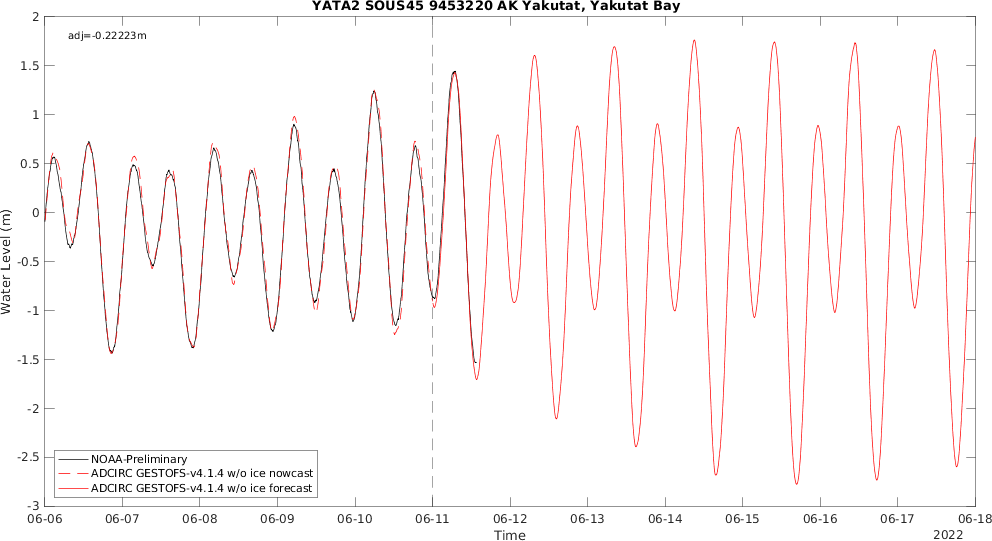 YATA2 SOUS45 9453220 AK Yakutat, Yakutat Bay
adj=-0.22223m
2
1.5
1
0.5
0
-0.5
-1
-1.5
-2
-2.5
-3
Water Level (m)
NOAA-Preliminary
ADCIRC GESTOFS-v4.1.4 w/o ice nowcast
ADCIRC GESTOFS-v4.1.4 w/o ice forecast
06-06 06-07 06-08 06-09 06-10 06-11 06-12 06-13 06-14 06-15 06-16 06-17 06-18
Time
2022